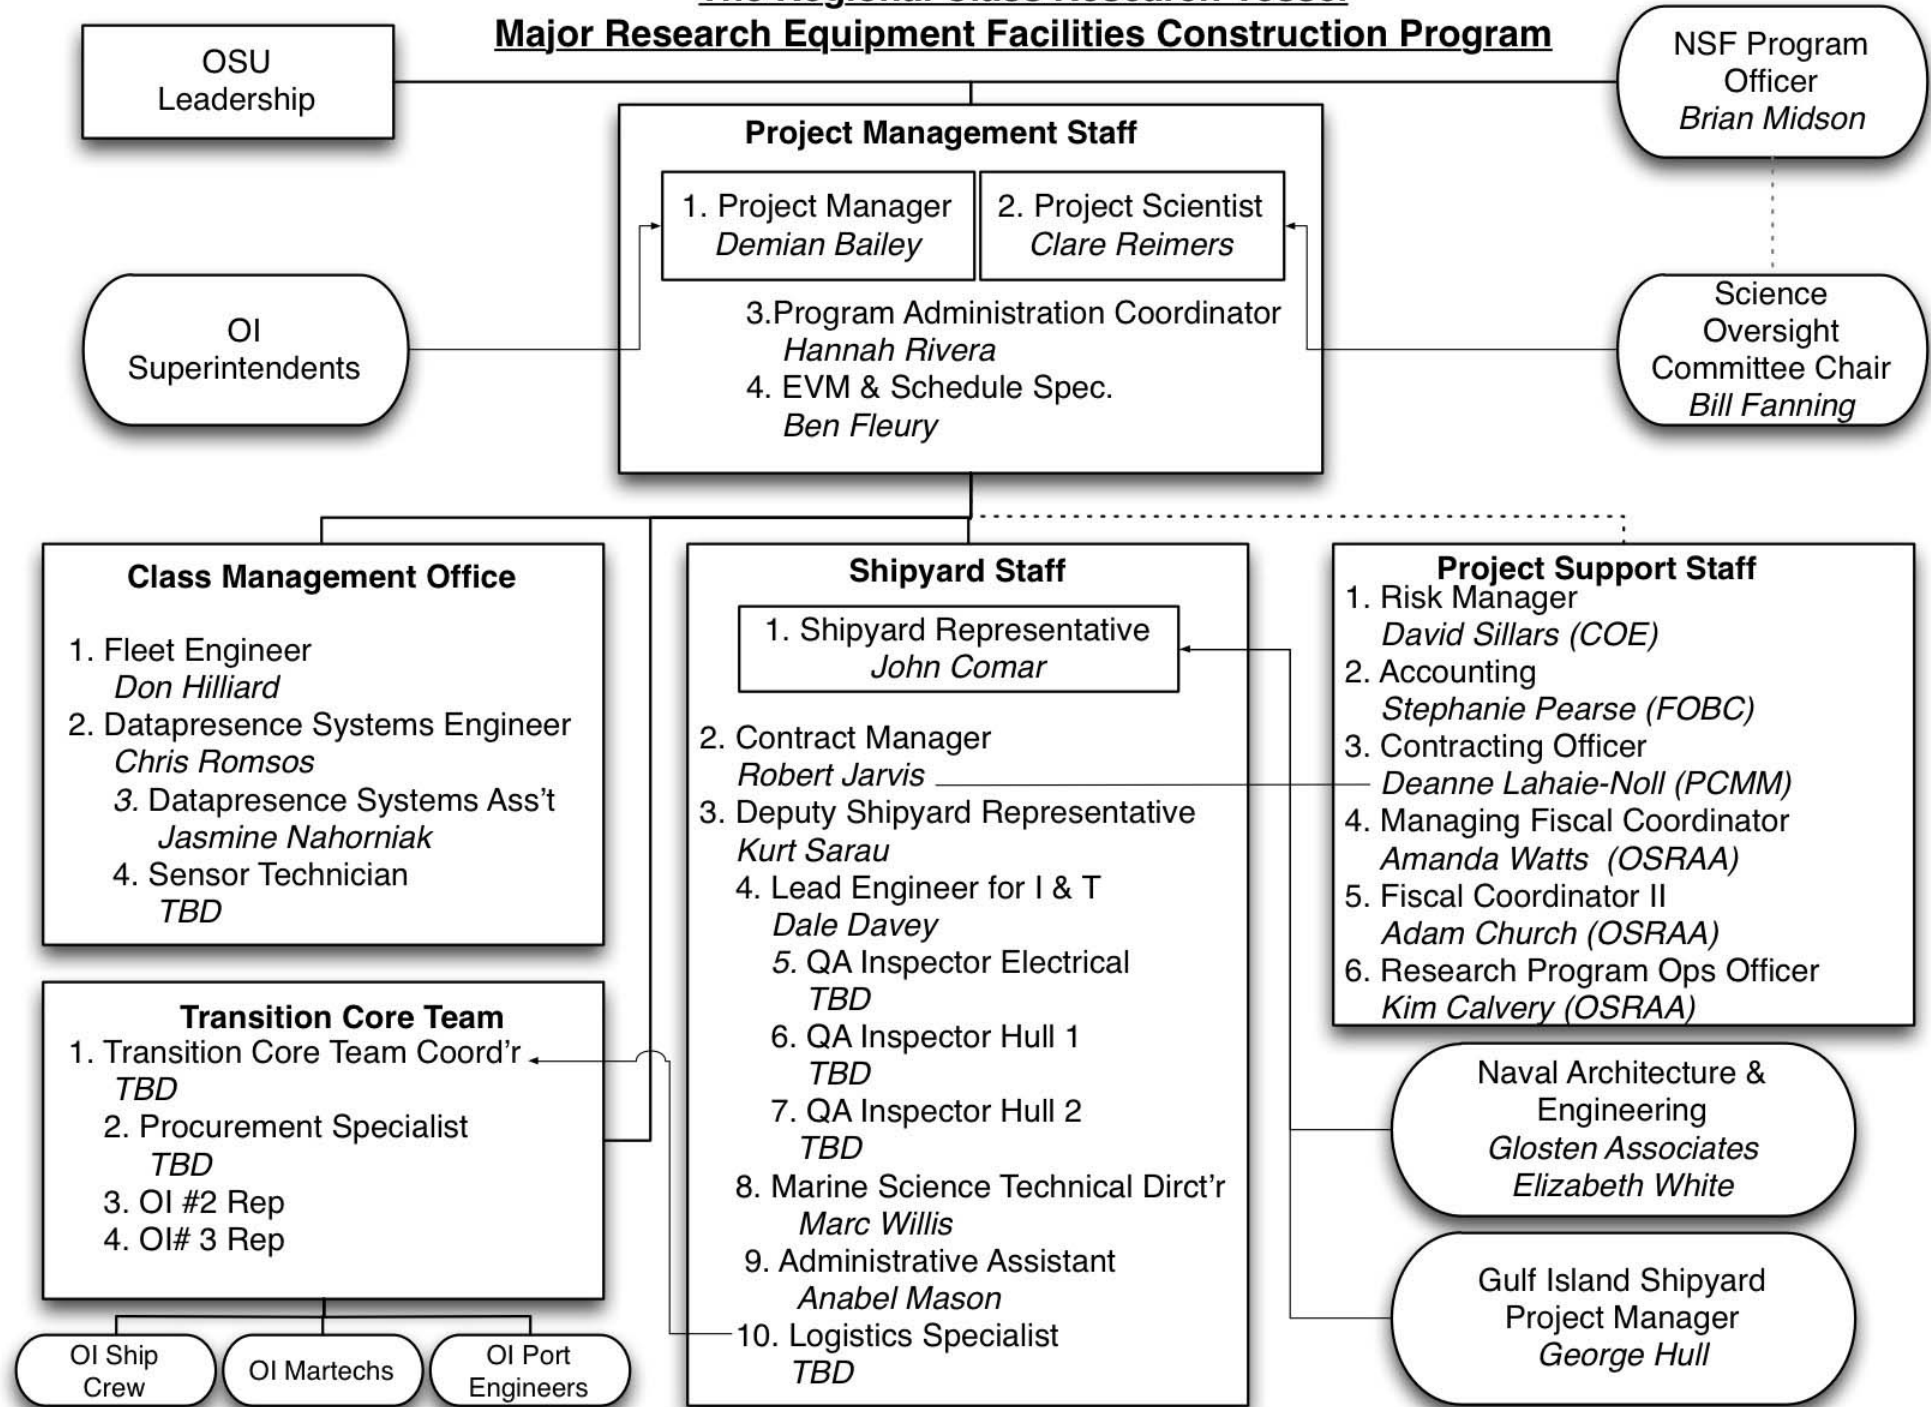 Major Research Equipment Facilities Construction Program
OSU
Leadership
NSF Program
Officer
Brian Midson
Project Management Staff
1. Project Manager
Demian Bailey
2. Project Scientist
Clare Reimers
3.Program Administration Coordinator
Hannah Rivera
4. EVM & Schedule Spec.
Ben Fleury
OI
Superintendents
Science
Oversight
Committee Chair
Bill Fanning
Class Management Office
1. Fleet Engineer
Don Hilliard
2. Datapresence Systems Engineer
Chris Romsos
3. Datapresence Systems Ass't
Jasmine Nahorniak
4. Sensor Technician
TBD
Transition Core Team
1. Transition Core Team Coord'r
TBD
2. Procurement Specialist
TBD
3. OI #2 Rep
4. OI# 3 Rep
OI Ship
Crew
OI Martechs
OI Port
Engineers
Shipyard Staff
1. Shipyard Representative
John Comar
2. Contract Manager
Robert Jarvis
3. Deputy Shipyard Representative
Kurt Sarau
4. Lead Engineer for I & T
Dale Davey
5. QA Inspector Electrical
TBD
6. QA Inspector Hull 1
TBD
7. QA Inspector Hull 2
TBD
8. Marine Science Technical Dirct'r
Marc Willis
9. Administrative Assistant
Anabel Mason
10. Logistics Specialist
TBD
Project Support Staff
1. Risk Manager
David Sillars (COE)
2. Accounting
Stephanie Pearse (FOBC)
3. Contracting Officer
Deanne Lahaie-Noll (PCMM)
4. Managing Fiscal Coordinator
Amanda Watts (OSRAA)
5. Fiscal Coordinator II
Adam Church (OSRAA)
6. Research Program Ops Officer
Kim Calvery (OSRAA)
Naval Architecture &
Engineering
Glosten Associates
Elizabeth White
Gulf Island Shipyard
Project Manager
George Hull